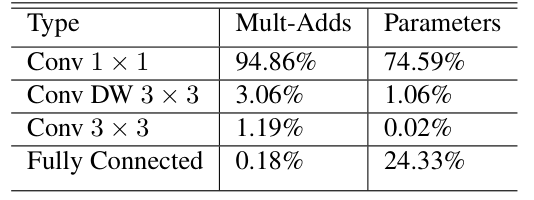 Type Mult-Adds Parameters
Conv 1 × 1 94.86% 74.59%
Conv DW 3 × 3 3.06% 1.06%
Conv 3 × 3 1.19% 0.02%
Fully Connected 0.18% 24.33%